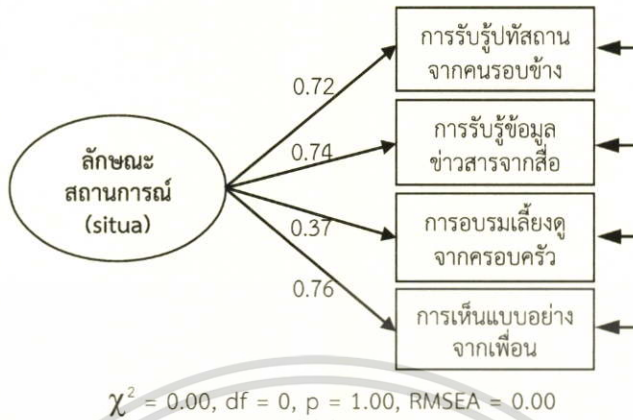 การรับรู้ปทัสถาน
จากคนรอบข้าง
0.72
การรับรู้ข้อมูล
ข่าวสารจากสื่อ
0.74
ลักษณะ
สถานการณ์
(situa)
0.37
การอบรมเลี้ยงดู
จากครอบครัว
0.76
การเห็นแบบอย่าง
จากเพื่อน
χ² = 0.00, df = 0, p = 1.00, RMSEA = 0.00